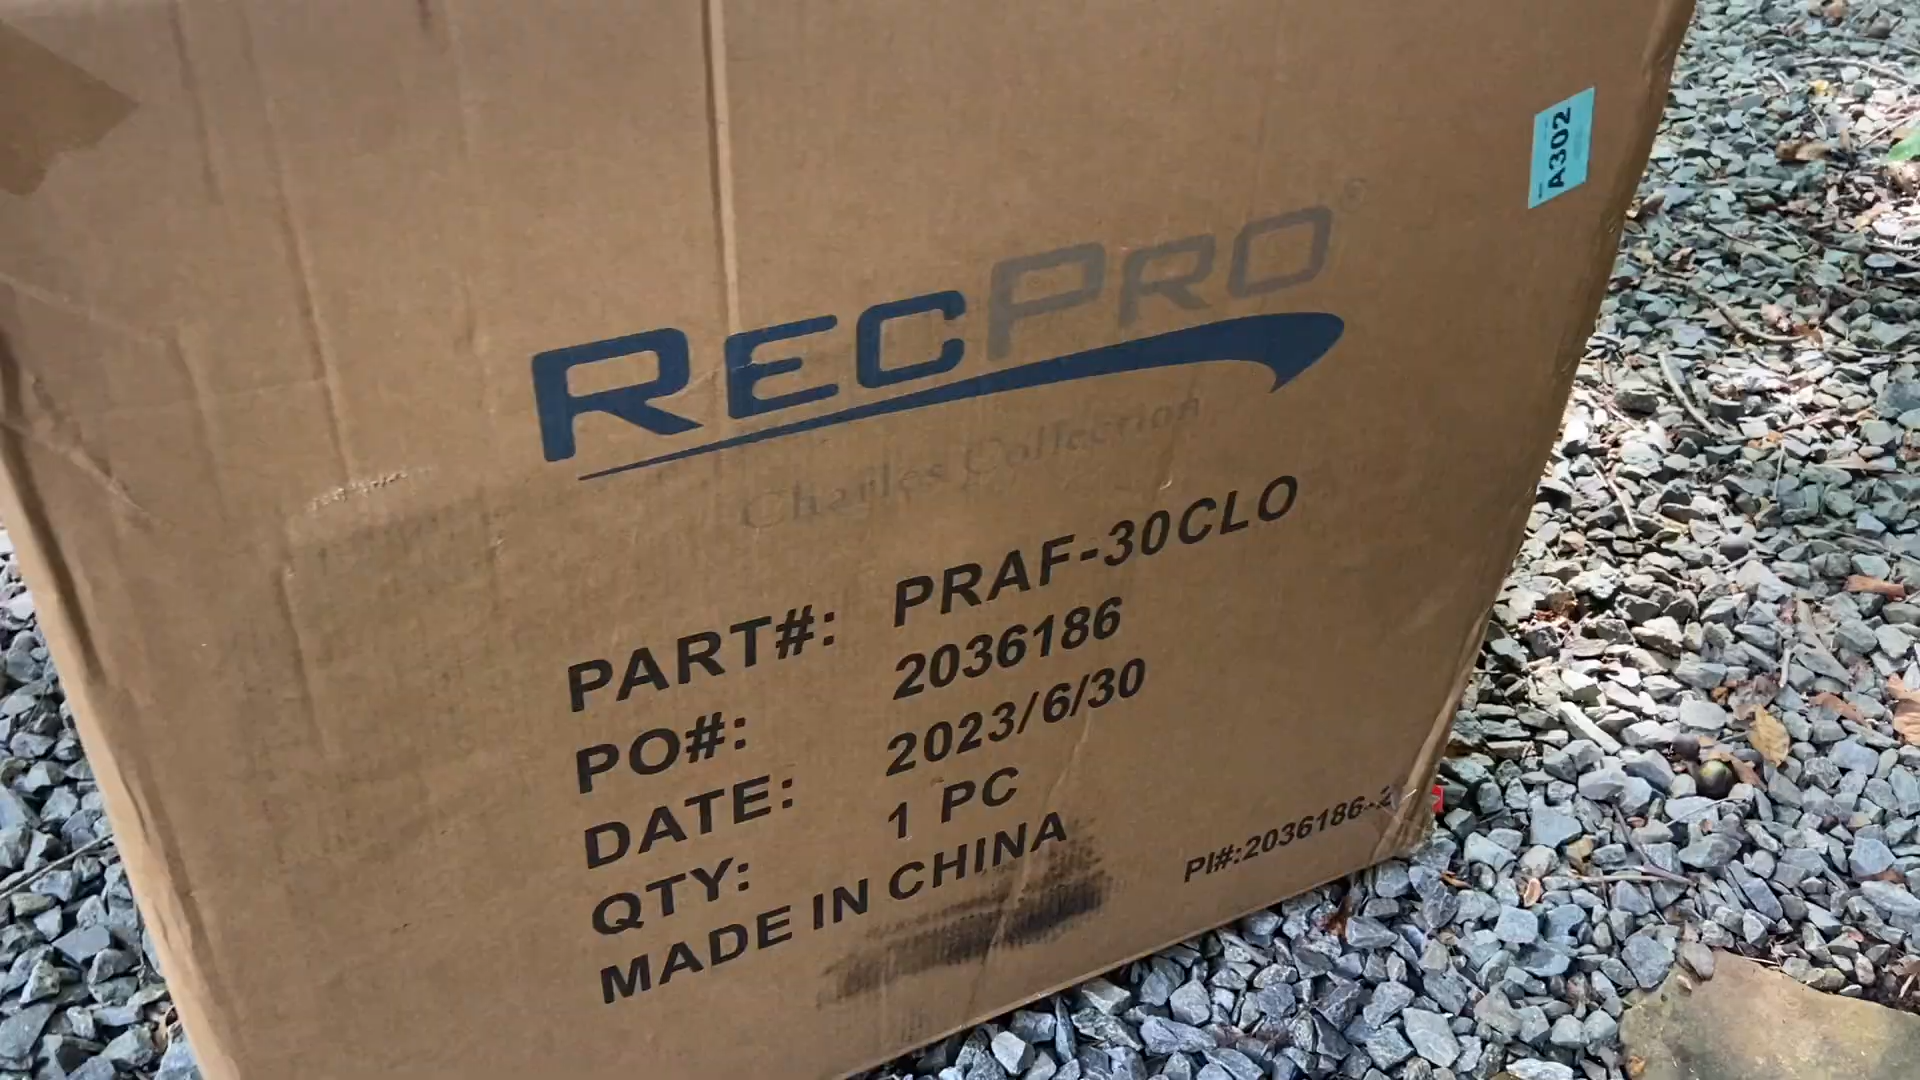 A302
RECPRO®
Charles Collection
PART#: PRAF-30CLO
PO#: 2036186
DATE: 2023/6/30
QTY: 1 PC
MADE IN CHINA
PI#:2036186-2